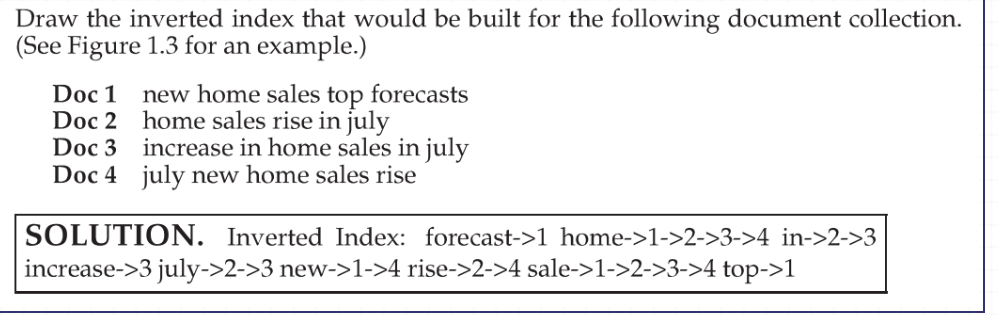 Draw the inverted index that would be built for the following document collection.
(See Figure 1.3 for an example.)
Doc 1 new home sales top forecasts
Doc 2 home sales rise in july
Doc 3 increase in home sales in july
Doc 4 july new home sales rise
SOLUTION. Inverted Index: forecast->1 home->1->2->3->4 in->2->3
increase->3 july->2->3 new->1->4 rise->2->4 sale->1->2->3->4 top->1